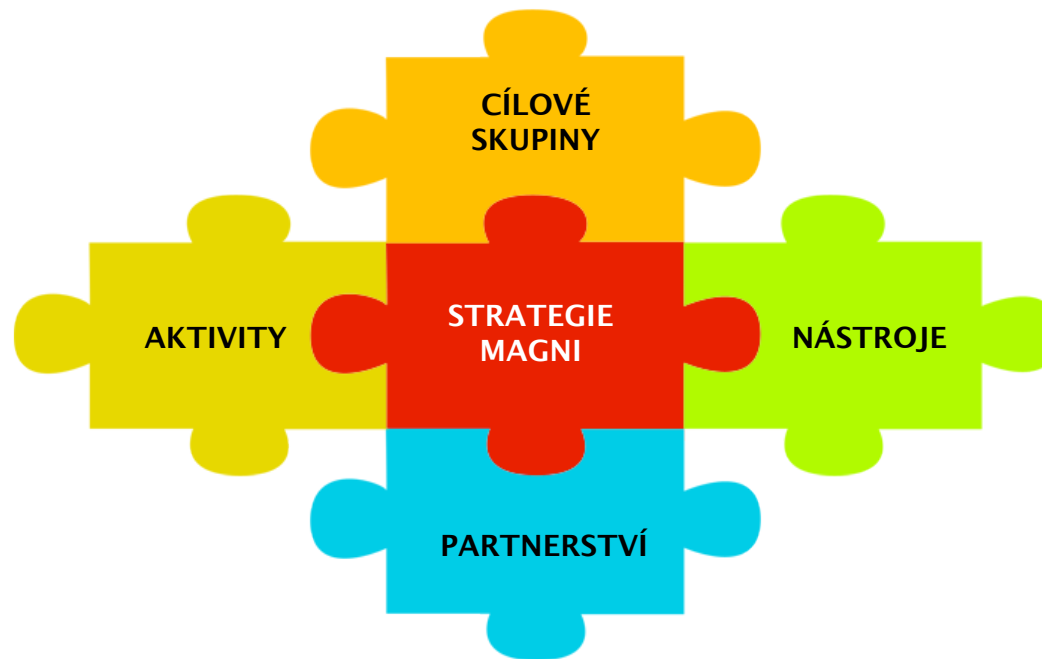 CÍLOVÉ
SKUPINY
AKTIVITY
STRATEGIE
MAGNI
NÁSTROJE
PARTNERSTVÍ